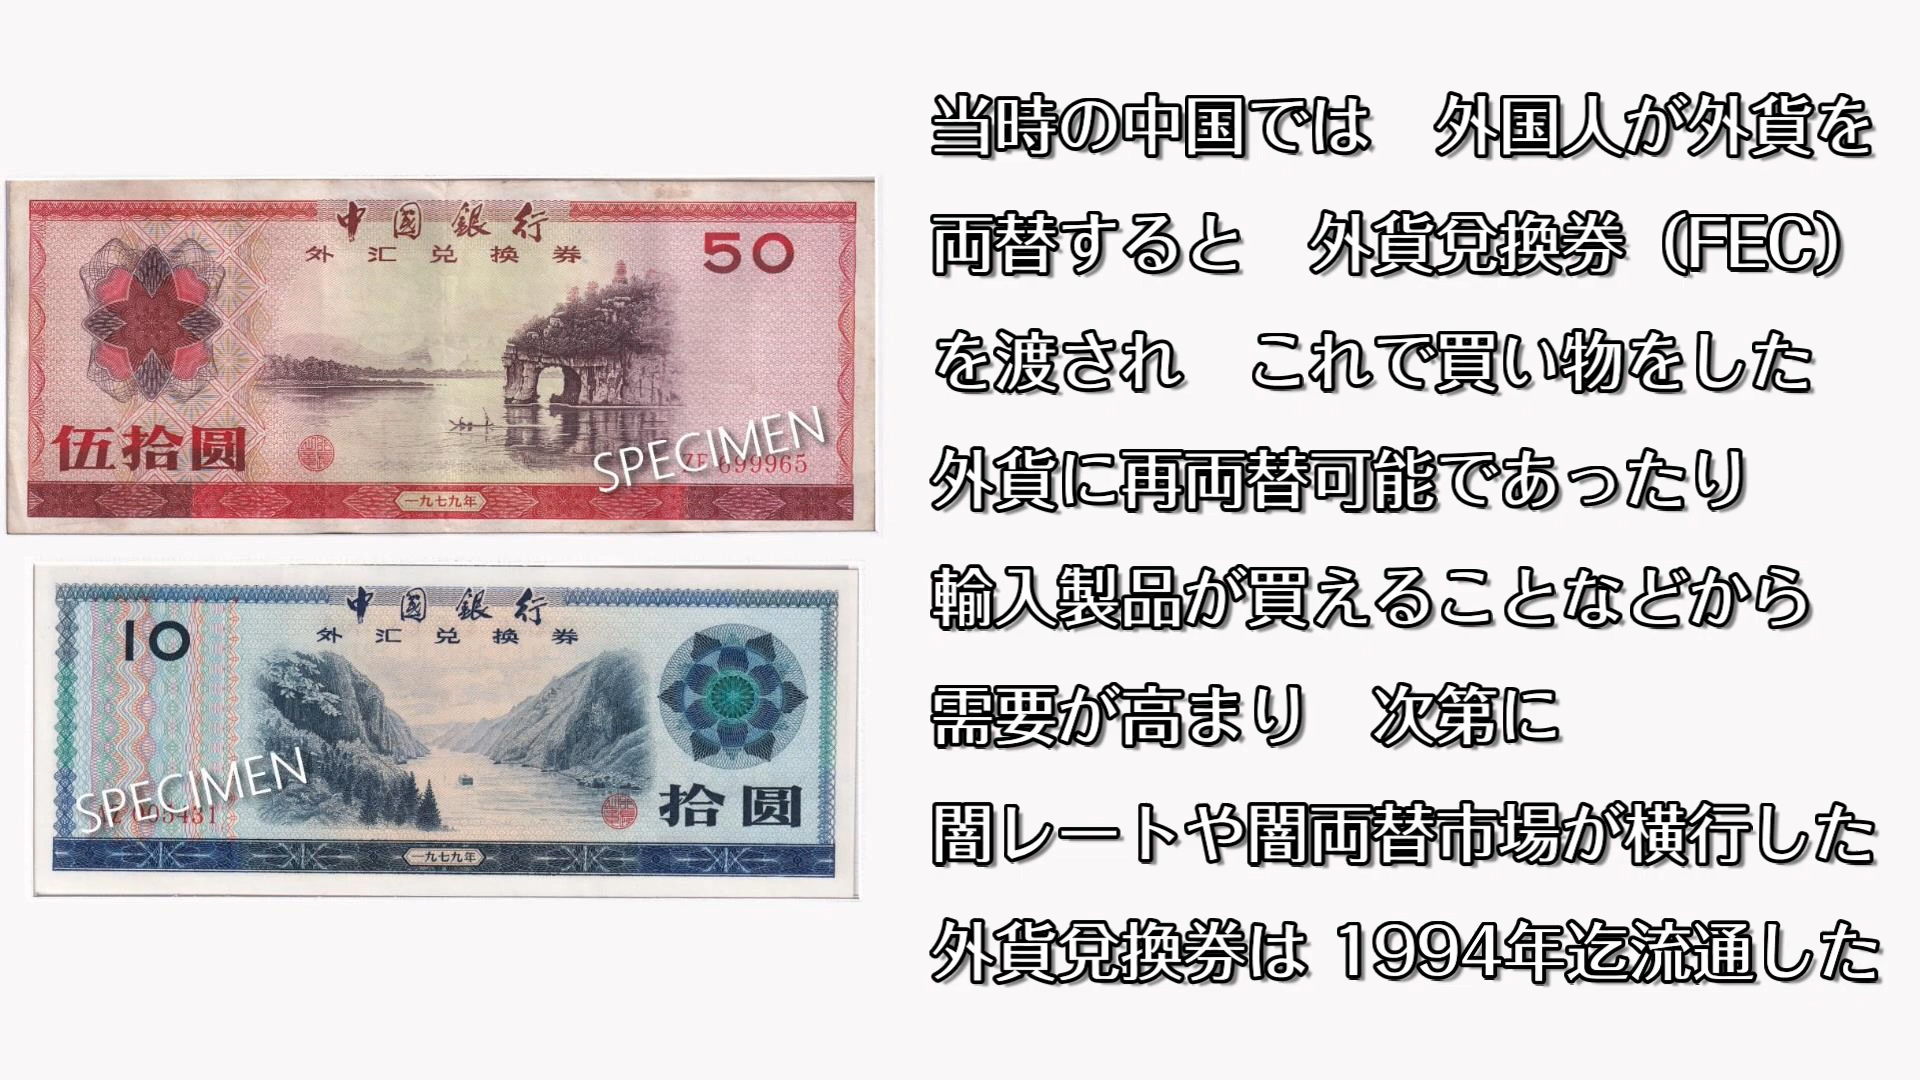 中國銀行
外汇兑换券
50
伍拾圆
SPECIMEN
ZE 699965
一九七九年
中國銀行
外汇兑换券
10
SPECIMEN
拾圆
一九七九年
当時の中国では　外国人が外貨を
両替すると　外貨兌換券（FEC）
を渡され　これで買い物をした
外貨に再両替可能であったり
輸入製品が買えることなどから
需要が高まり　次第に
闇レートや闇両替市場が横行した
外貨兌換券は 1994年迄流通した